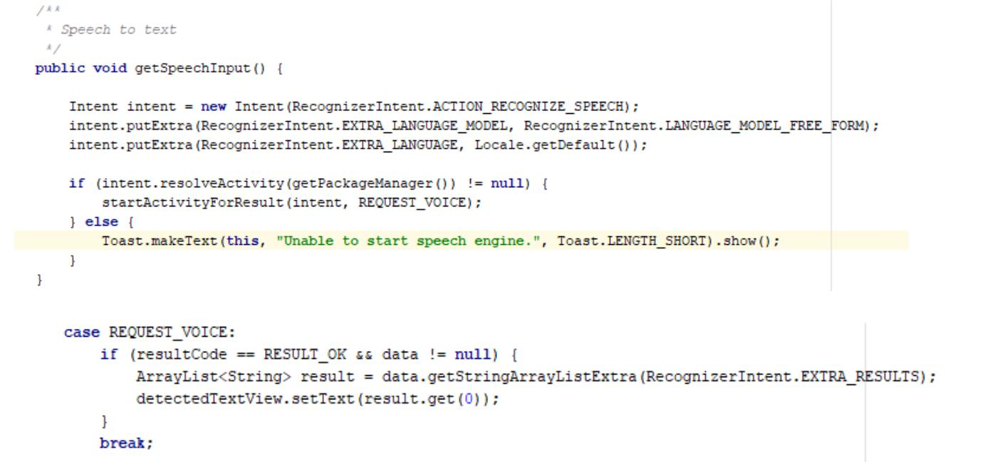 /**
 * Speech to text
 */
public void getSpeechInput() {
    Intent intent = new Intent(RecognizerIntent.ACTION_RECOGNIZE_SPEECH);
    intent.putExtra(RecognizerIntent.EXTRA_LANGUAGE_MODEL, RecognizerIntent.LANGUAGE_MODEL_FREE_FORM);
    intent.putExtra(RecognizerIntent.EXTRA_LANGUAGE, Locale.getDefault());
    if (intent.resolveActivity(getPackageManager()) != null) {
        startActivityForResult(intent, REQUEST_VOICE);
    } else {
        Toast.makeText(this, "Unable to start speech engine.", Toast.LENGTH_SHORT).show();
    }
}
case REQUEST_VOICE:
    if (resultCode == RESULT_OK && data != null) {
        ArrayList<String> result = data.getStringArrayListExtra(RecognizerIntent.EXTRA_RESULTS);
        detectedTextView.setText(result.get(0));
    }
    break;